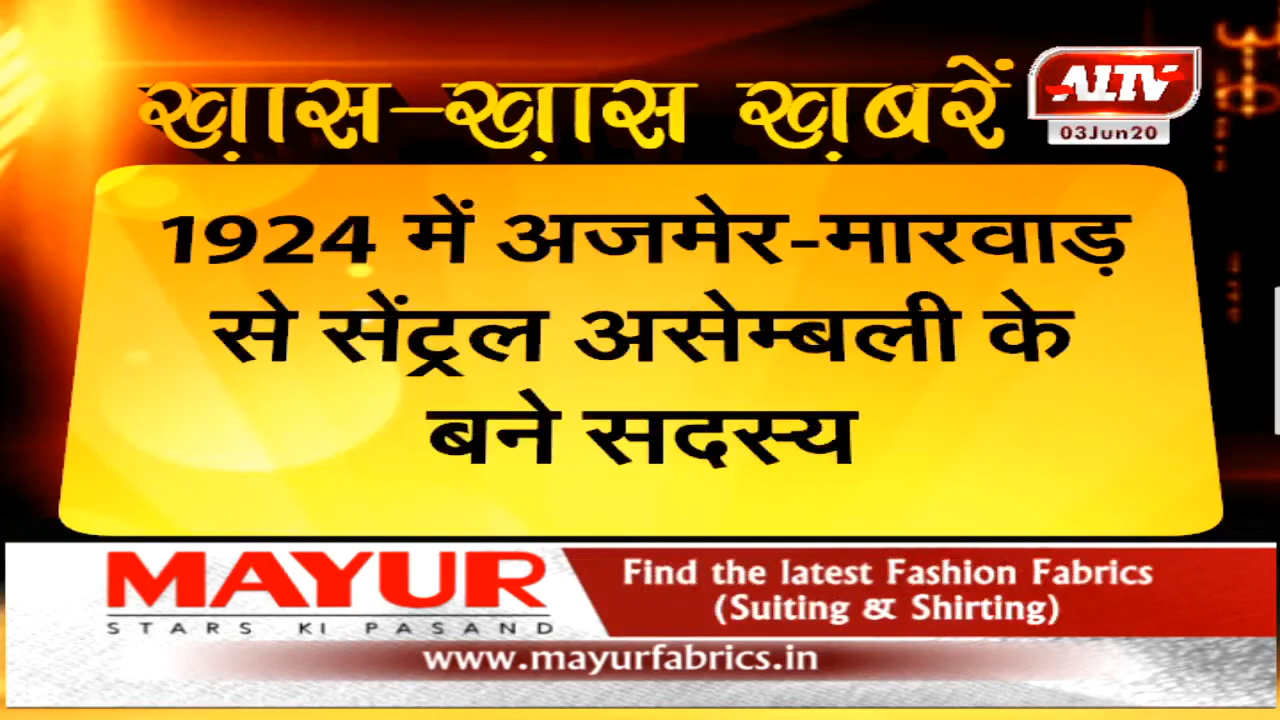 ख़ास-ख़ास ख़बरें
ALTV
03Jun20
1924 में अजमेर-मारवाड़
से सेंट्रल असेम्बली के
बने सदस्य
MAYUR
STARS KI PASAND
Find the latest Fashion Fabrics
(Suiting & Shirting)
www.mayurfabrics.in